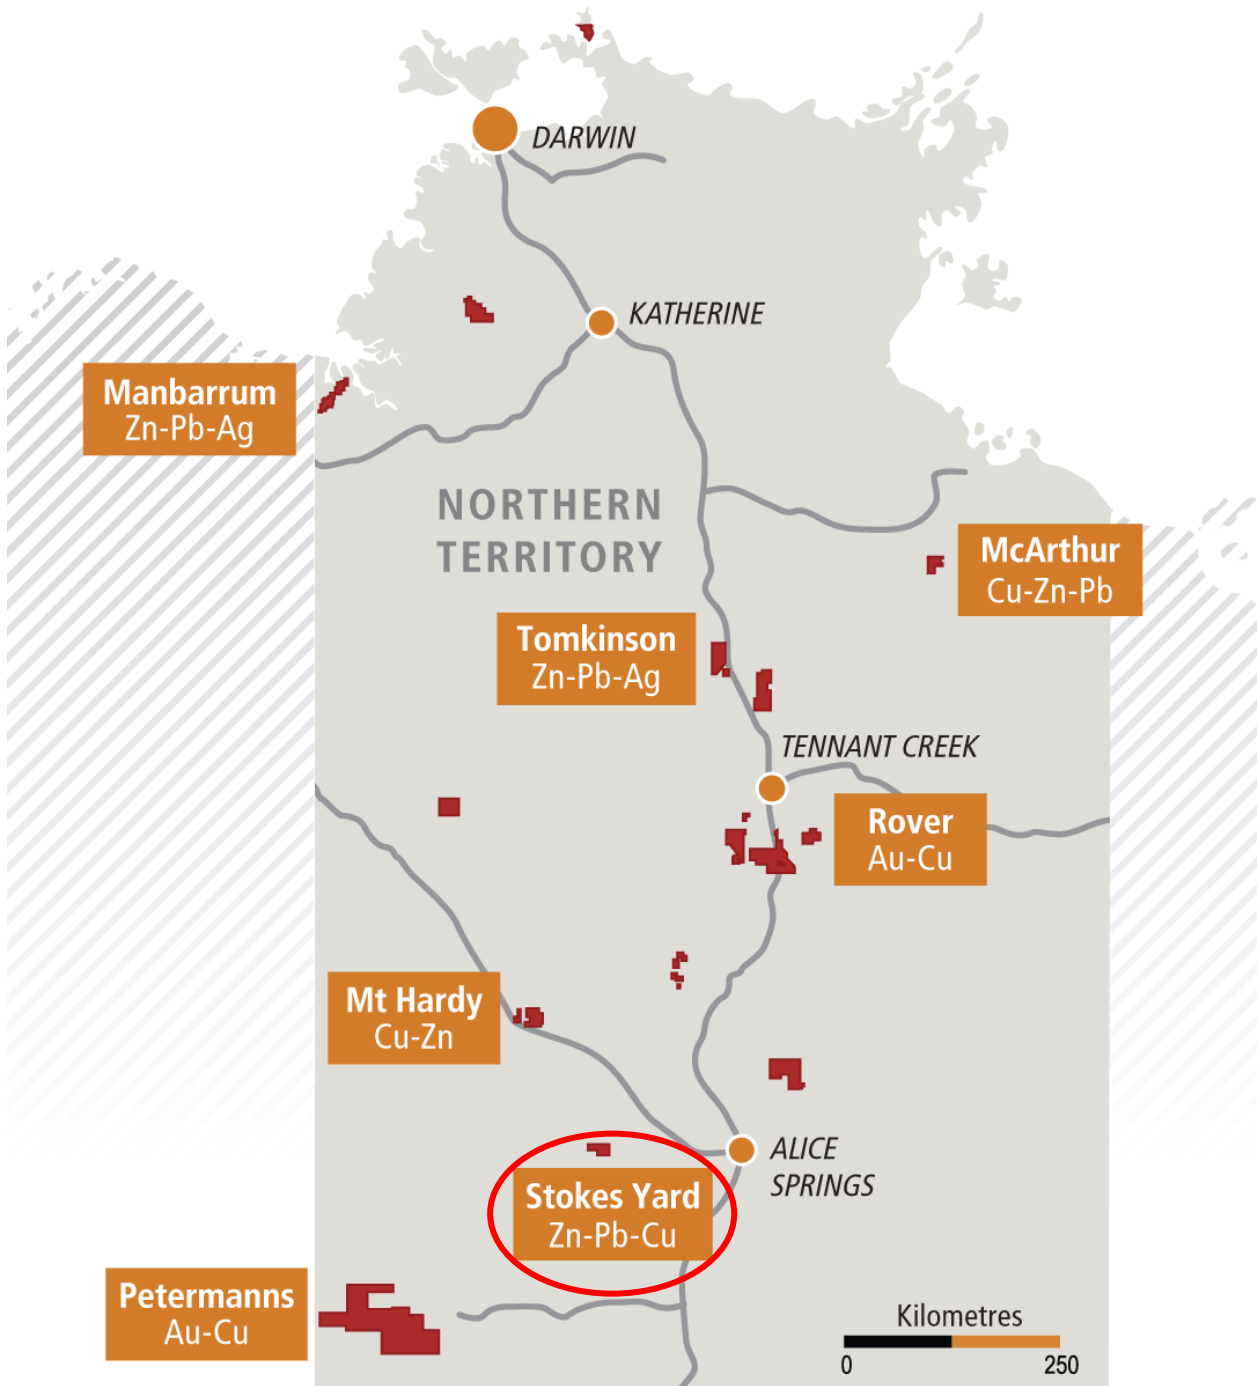 DARWIN
KATHERINE
Manbarrum
Zn-Pb-Ag
NORTHERN
TERRITORY
McArthur
Cu-Zn-Pb
Tomkinson
Zn-Pb-Ag
TENNANT CREEK
Rover
Au-Cu
Mt Hardy
Cu-Zn
ALICE
SPRINGS
Stokes Yard
Zn-Pb-Cu
Petermanns
Au-Cu
Kilometres
0 250